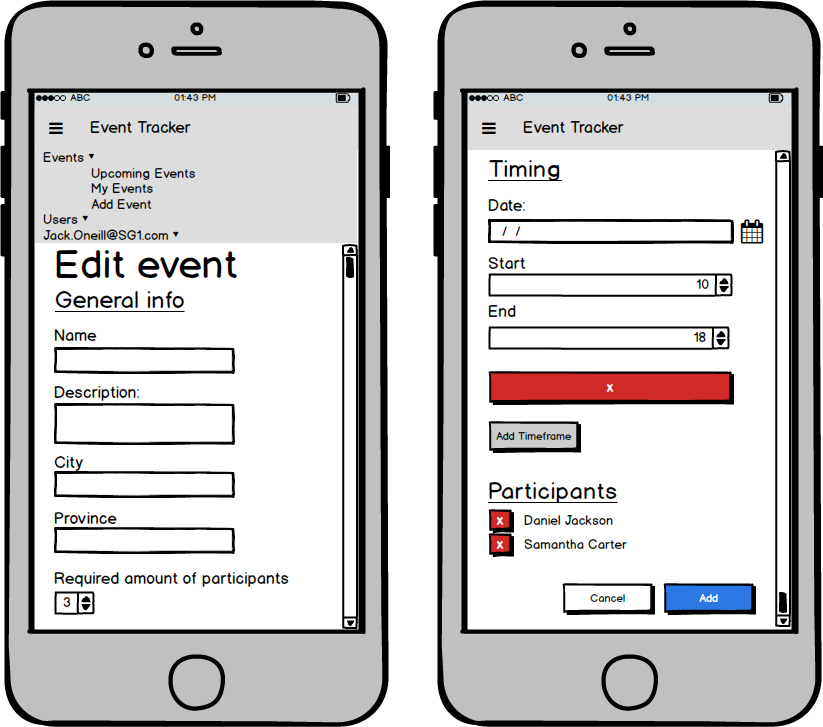 ABC 01:43 PM
Event Tracker
Events
Upcoming Events
My Events
Add Event
Users
Jack.Oneill@SG1.com
Edit event
General info
Name
Description:
City
Province
Required amount of participants
3
ABC 01:43 PM
Event Tracker
Timing
Date:
/ /
Start
10
End
18
x
Add Timeframe
Participants
x Daniel Jackson
x Samantha Carter
Cancel Add